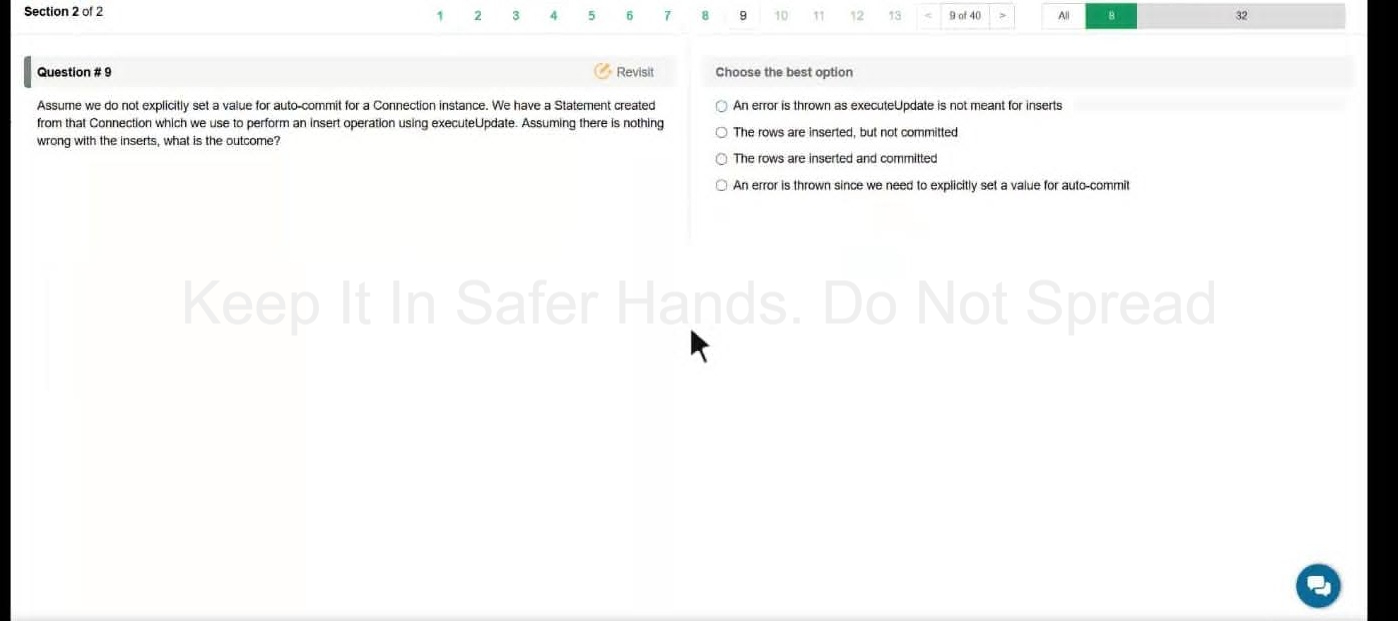 Section 2 of 2
1 2 3 4 5 6 7 8 9 10 11 12 13 < 9 of 40 > All 8 32
Question # 9
Revisit
Assume we do not explicitly set a value for auto-commit for a Connection instance. We have a Statement created
from that Connection which we use to perform an insert operation using executeUpdate. Assuming there is nothing
wrong with the inserts, what is the outcome?
Choose the best option
An error is thrown as executeUpdate is not meant for inserts
The rows are inserted, but not committed
The rows are inserted and committed
An error is thrown since we need to explicitly set a value for auto-commit
Keep It In Safer Hands. Do Not Spread